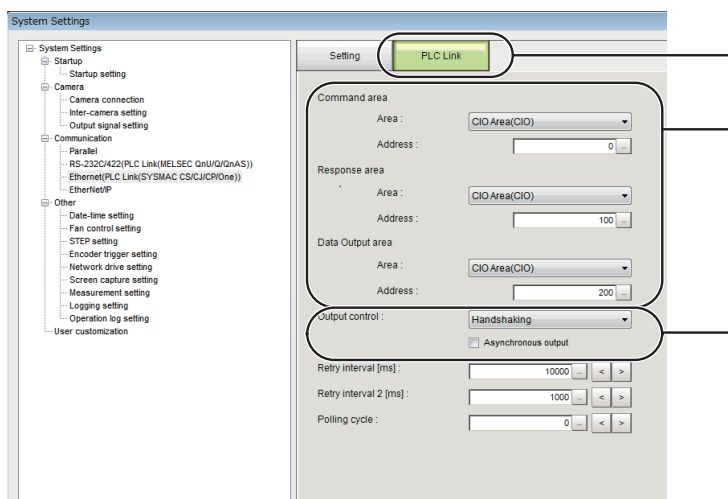 System Settings
System Settings
Startup
Startup setting
Camera
Camera connection
Inter-camera setting
Output signal setting
Communication
Parallel
RS-232C/422(PLC Link(MELSEC QnU/Q/QnAS))
Ethernet(PLC Link(SYSMAC CS/CJ/CP/One))
EtherNet/IP
Other
Date-time setting
Fan control setting
STEP setting
Encoder trigger setting
Network drive setting
Screen capture setting
Measurement setting
Logging setting
Operation log setting
User customization
Setting PLC Link
Command area
Area : CIO Area(CIO)
Address : 0 ...
Response area
Area : CIO Area(CIO)
Address : 100 ...
Data Output area
Area : CIO Area(CIO)
Address : 200 ...
Output control : Handshaking
Asynchronous output
Retry interval [ms] : 10000 ... < >
Retry interval 2 [ms] : 1000 ... < >
Polling cycle : 0 ... < >